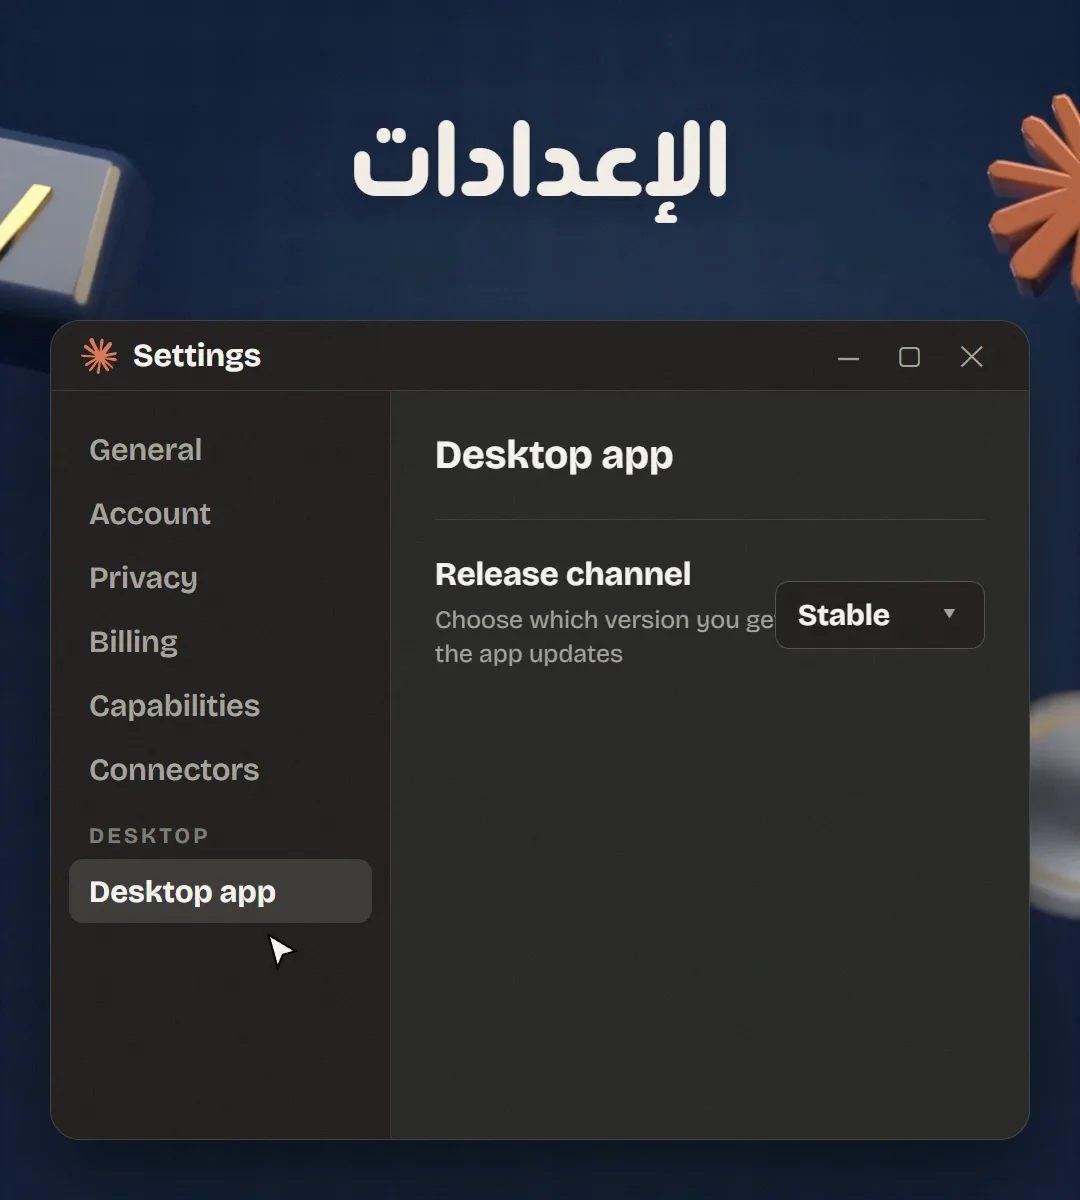 الإعدادات
Settings
General
Account
Privacy
Billing
Capabilities
Connectors
DESKTOP
Desktop app
Desktop app
Release channel
Choose which version you
the app updates
Stable